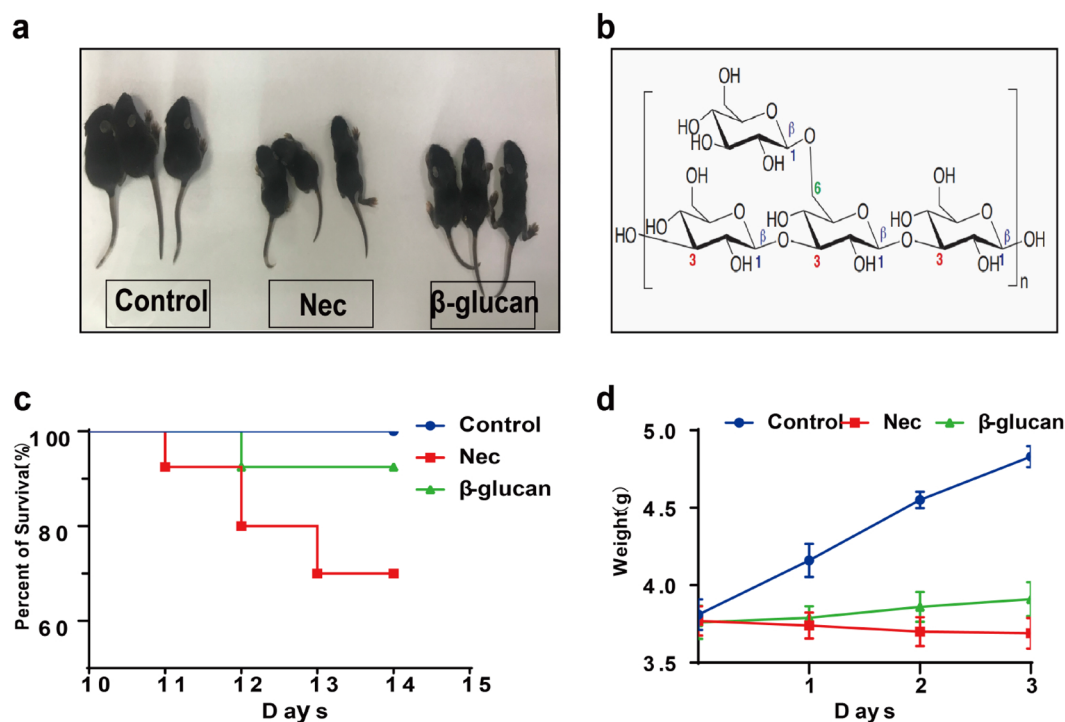 a
Control
Nec
β-glucan
b
OH
HO
HO
HO
OH
O
β
1
O
6
OH
OH
HO
HO
O
OH
3
β
1
O
HO
O
OH
3
β
1
O
HO
O
OH
3
β
1
OH
n
c
Percent of Survival(%)
100
80
60
10 11 12 13 14 15
Days
Control
Nec
β-glucan
d
Control Nec β-glucan
Weight(g)
5.0
4.5
4.0
3.5
1 2 3
Days